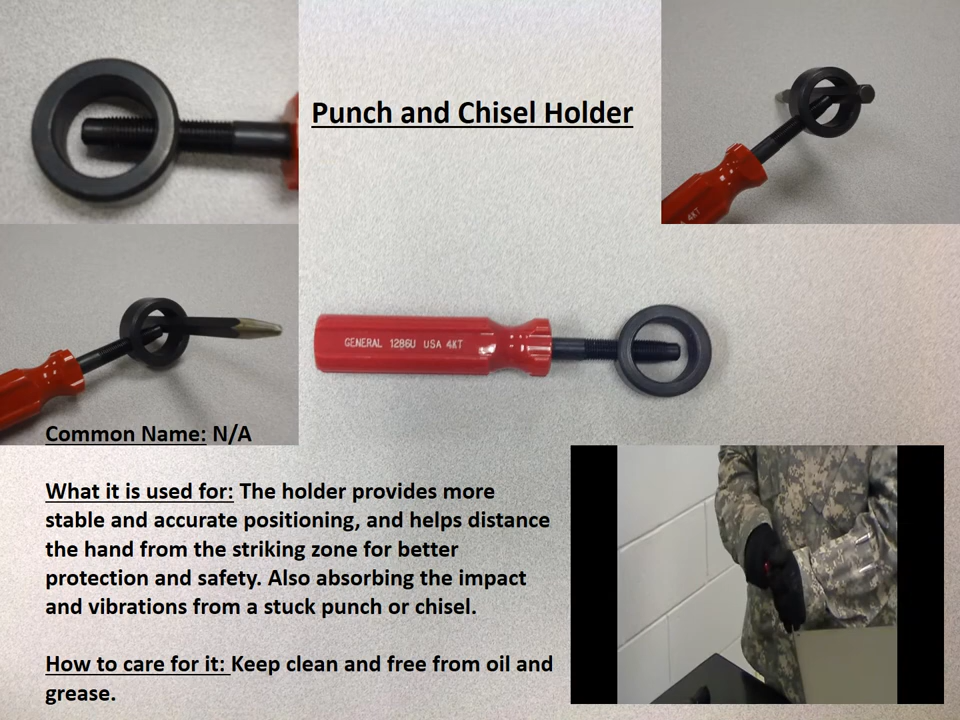 Punch and Chisel Holder
4KT
GENERAL 1286U USA 4KT
Common Name: N/A
What it is used for: The holder provides more
stable and accurate positioning, and helps distance
the hand from the striking zone for better
protection and safety. Also absorbing the impact
and vibrations from a stuck punch or chisel.
How to care for it: Keep clean and free from oil and
grease.